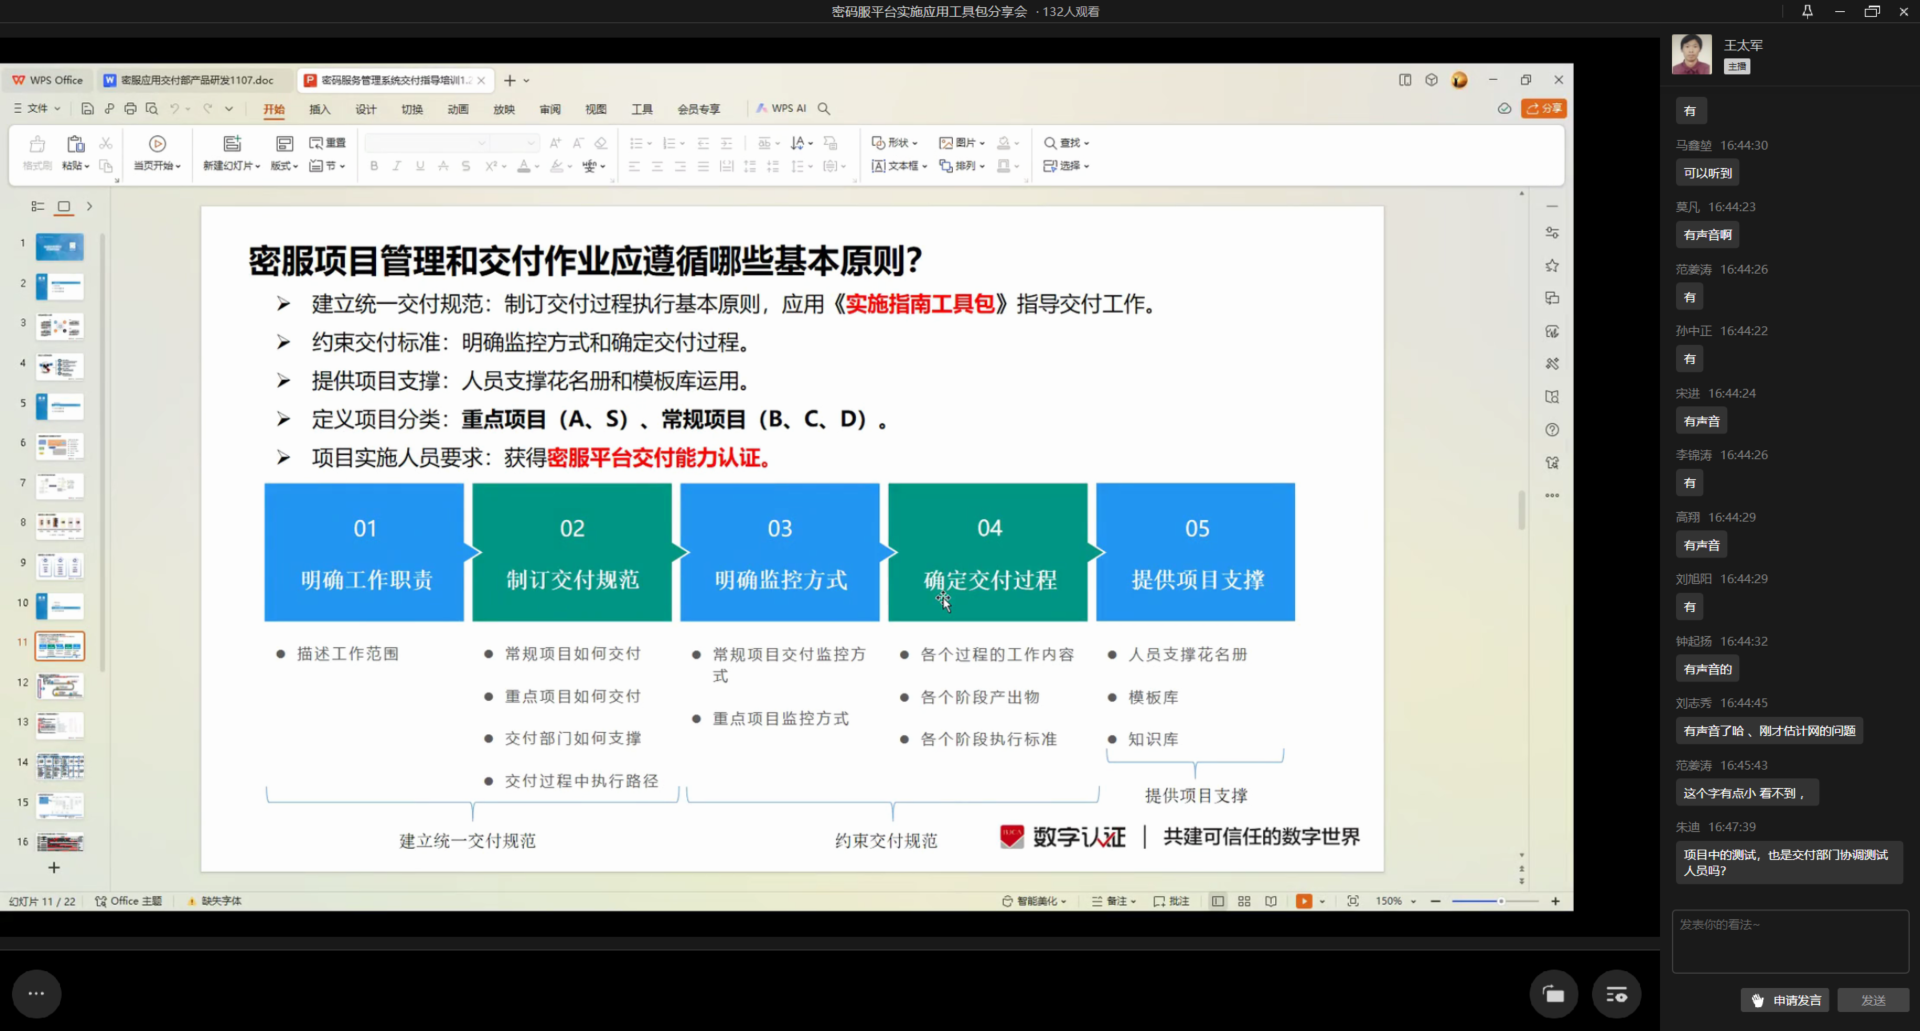 密码服平台实施应用工具包分享会 · 132人观看
WPS Office
密服应用交付部产品研发1107.doc
密码服务管理系统交付指导培训1.
文件
开始
插入
设计
切换
动画
放映
审阅
视图
工具
会员专享
WPS AI
分享
格式刷
粘贴
当页开始
新建幻灯片
版式
重置
节
形状
图片
查找
文本框
排列
选择
密服项目管理和交付作业应遵循哪些基本原则?
建立统一交付规范：制订交付过程执行基本原则，应用《实施指南工具包》指导交付工作。
约束交付标准：明确监控方式和确定交付过程。
提供项目支撑：人员支撑花名册和模板库运用。
定义项目分类：重点项目（A、S）、常规项目（B、C、D）。
项目实施人员要求：获得密服平台交付能力认证。
01
明确工作职责
02
制订交付规范
03
明确监控方式
04
确定交付过程
05
提供项目支撑
描述工作范围
常规项目如何交付
重点项目如何交付
交付部门如何支撑
交付过程中执行路径
常规项目交付监控方
式
重点项目监控方式
各个过程的工作内容
各个阶段产出物
各个阶段执行标准
人员支撑花名册
模板库
知识库
建立统一交付规范
约束交付规范
提供项目支撑
数字认证 | 共建可信任的数字世界
1
2
3
4
5
6
7
8
9
10
11
12
13
14
15
16
幻灯片 11 / 22
Office 主题
缺失字体
智能美化
备注
批注
150%
王太军
主播
有
马鑫堃 16:44:30
可以听到
莫凡 16:44:23
有声音啊
范姜涛 16:44:26
有
孙中正 16:44:22
有
宋进 16:44:24
有声音
李锦涛 16:44:26
有
高翔 16:44:29
有声音
刘旭阳 16:44:29
有
钟起扬 16:44:32
有声音的
刘志秀 16:44:45
有声音了哈、刚才估计网的问题
范姜涛 16:45:43
这个字有点小 看不到，
朱迪 16:47:39
项目中的测试，也是交付部门协调测试
人员吗?
发表你的看法~
申请发言
发送